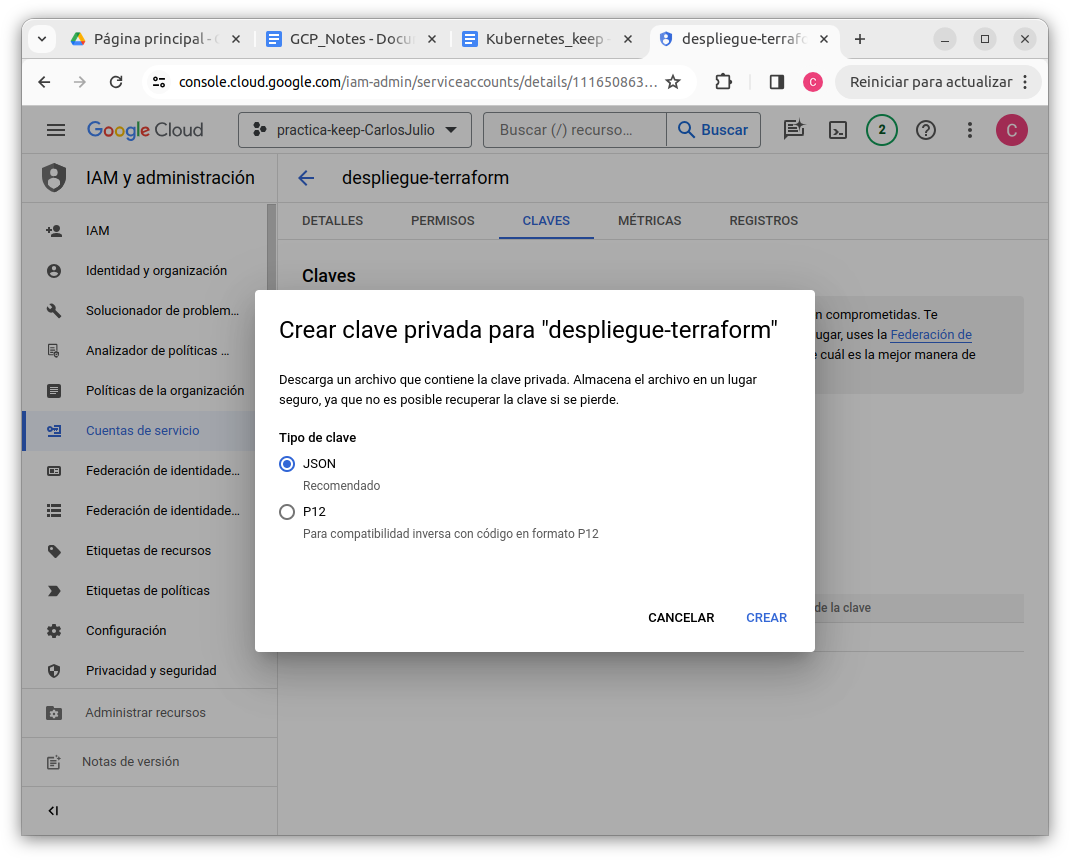 Página principal - G
GCP_Notes - Docu
Kubernetes_keep -
despliegue-terrafo
console.cloud.google.com/iam-admin/serviceaccounts/details/111650863...
C
Reiniciar para actualizar
Google Cloud
practica-keep-CarlosJulio
Buscar (/) recurso...
Buscar
2
C
IAM y administración
despliegue-terraform
DETALLES
PERMISOS
CLAVES
MÉTRICAS
REGISTROS
IAM
Identidad y organización
Solucionador de problem...
Analizador de políticas ...
Políticas de la organización
Cuentas de servicio
Federación de identidade...
Federación de identidade...
Etiquetas de recursos
Etiquetas de políticas
Configuración
Privacidad y seguridad
Administrar recursos
Notas de versión
Claves
n comprometidas. Te
ugar, uses la Federación de
cuál es la mejor manera de
de la clave
Crear clave privada para "despliegue-terraform"
Descarga un archivo que contiene la clave privada. Almacena el archivo en un lugar
seguro, ya que no es posible recuperar la clave si se pierde.
Tipo de clave
JSON
Recomendado
P12
Para compatibilidad inversa con código en formato P12
CANCELAR
CREAR